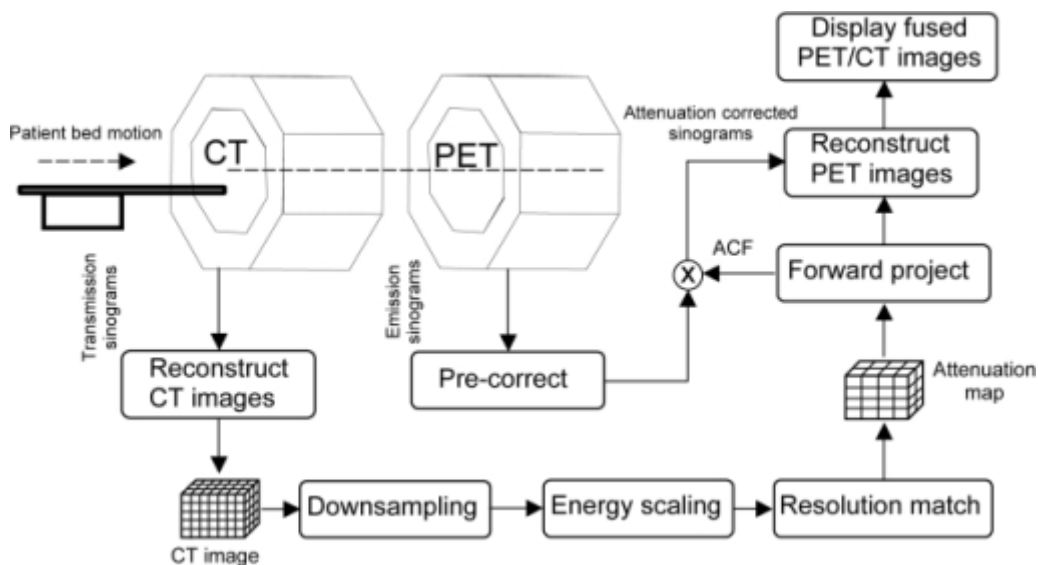 Display fused
PET/CT images
Patient bed motion
CT
PET
Attenuation corrected
sinograms
Reconstruct
PET images
ACF
X
Forward project
Transmission
sinograms
Emission
sinograms
Reconstruct
CT images
Pre-correct
Attenuation
map
Downsampling
Energy scaling
Resolution match
CT image